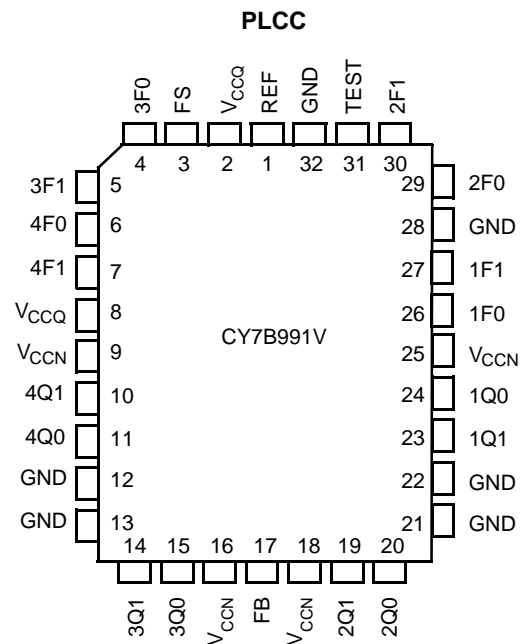 PLCC
3F0 FS VCCQ REF GND TEST 2F1
4 3 2 1 32 31 30
3F1 5 29 2F0
4F0 6 28 GND
4F1 7 27 1F1
VCCQ 8 26 1F0
CY7B991V
VCCN 9 25 VCCN
4Q1 10 24 1Q0
4Q0 11 23 1Q1
GND 12 22 GND
GND 13 21 GND
14 15 16 17 18 19 20
3Q1 3Q0 VCCN FB VCCN 2Q1 2Q0